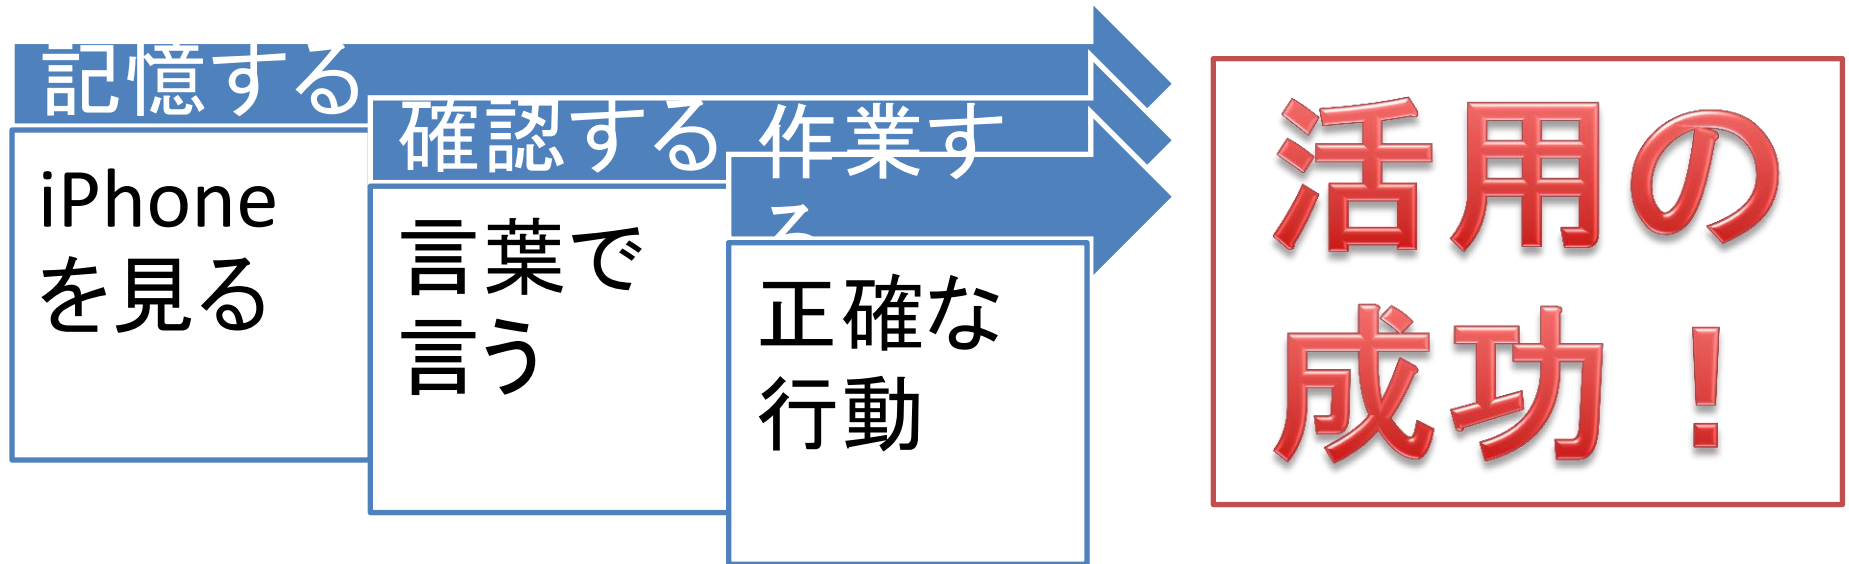 記憶する
iPhone
を見る
確認する
言葉で
言う
作業す
る
正確な
行動
活用の
成功！